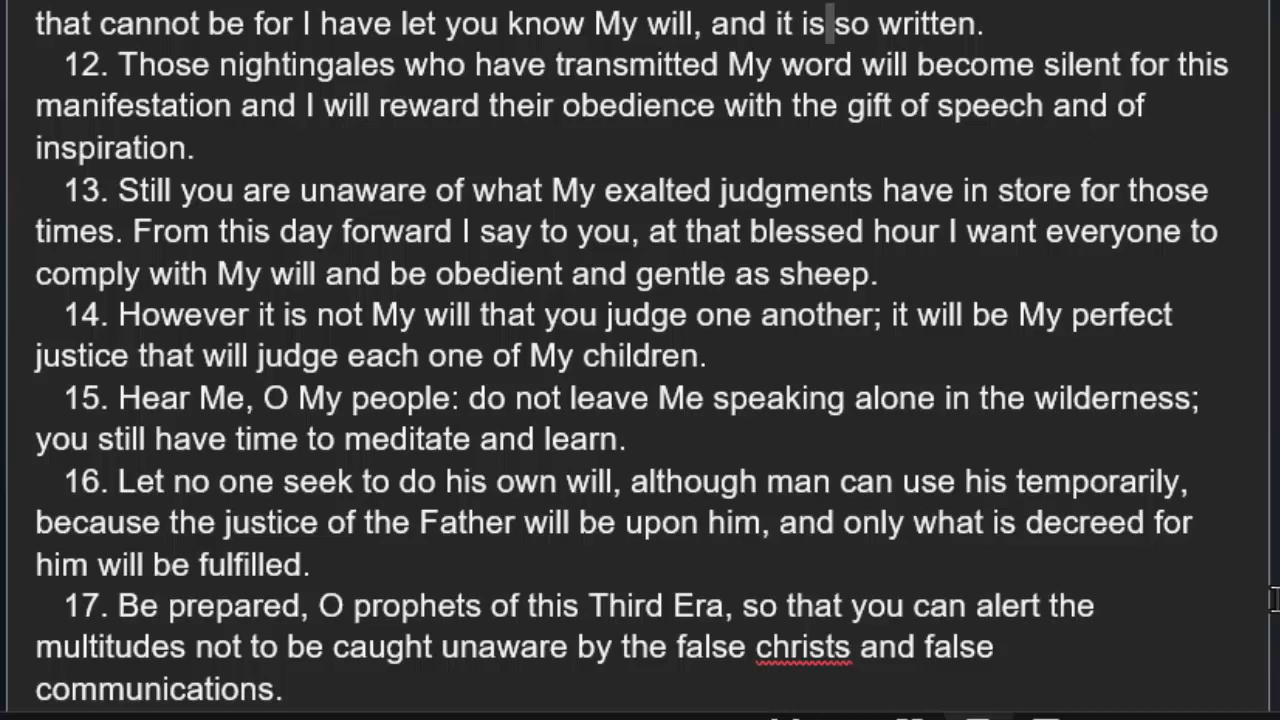 that cannot be for I have let you know My will, and it is so written.
12. Those nightingales who have transmitted My word will become silent for this
manifestation and I will reward their obedience with the gift of speech and of
inspiration.
13. Still you are unaware of what My exalted judgments have in store for those
times. From this day forward I say to you, at that blessed hour I want everyone to
comply with My will and be obedient and gentle as sheep.
14. However it is not My will that you judge one another; it will be My perfect
justice that will judge each one of My children.
15. Hear Me, O My people: do not leave Me speaking alone in the wilderness;
you still have time to meditate and learn.
16. Let no one seek to do his own will, although man can use his temporarily,
because the justice of the Father will be upon him, and only what is decreed for
him will be fulfilled.
17. Be prepared, O prophets of this Third Era, so that you can alert the
multitudes not to be caught unaware by the false christs and false
communications.